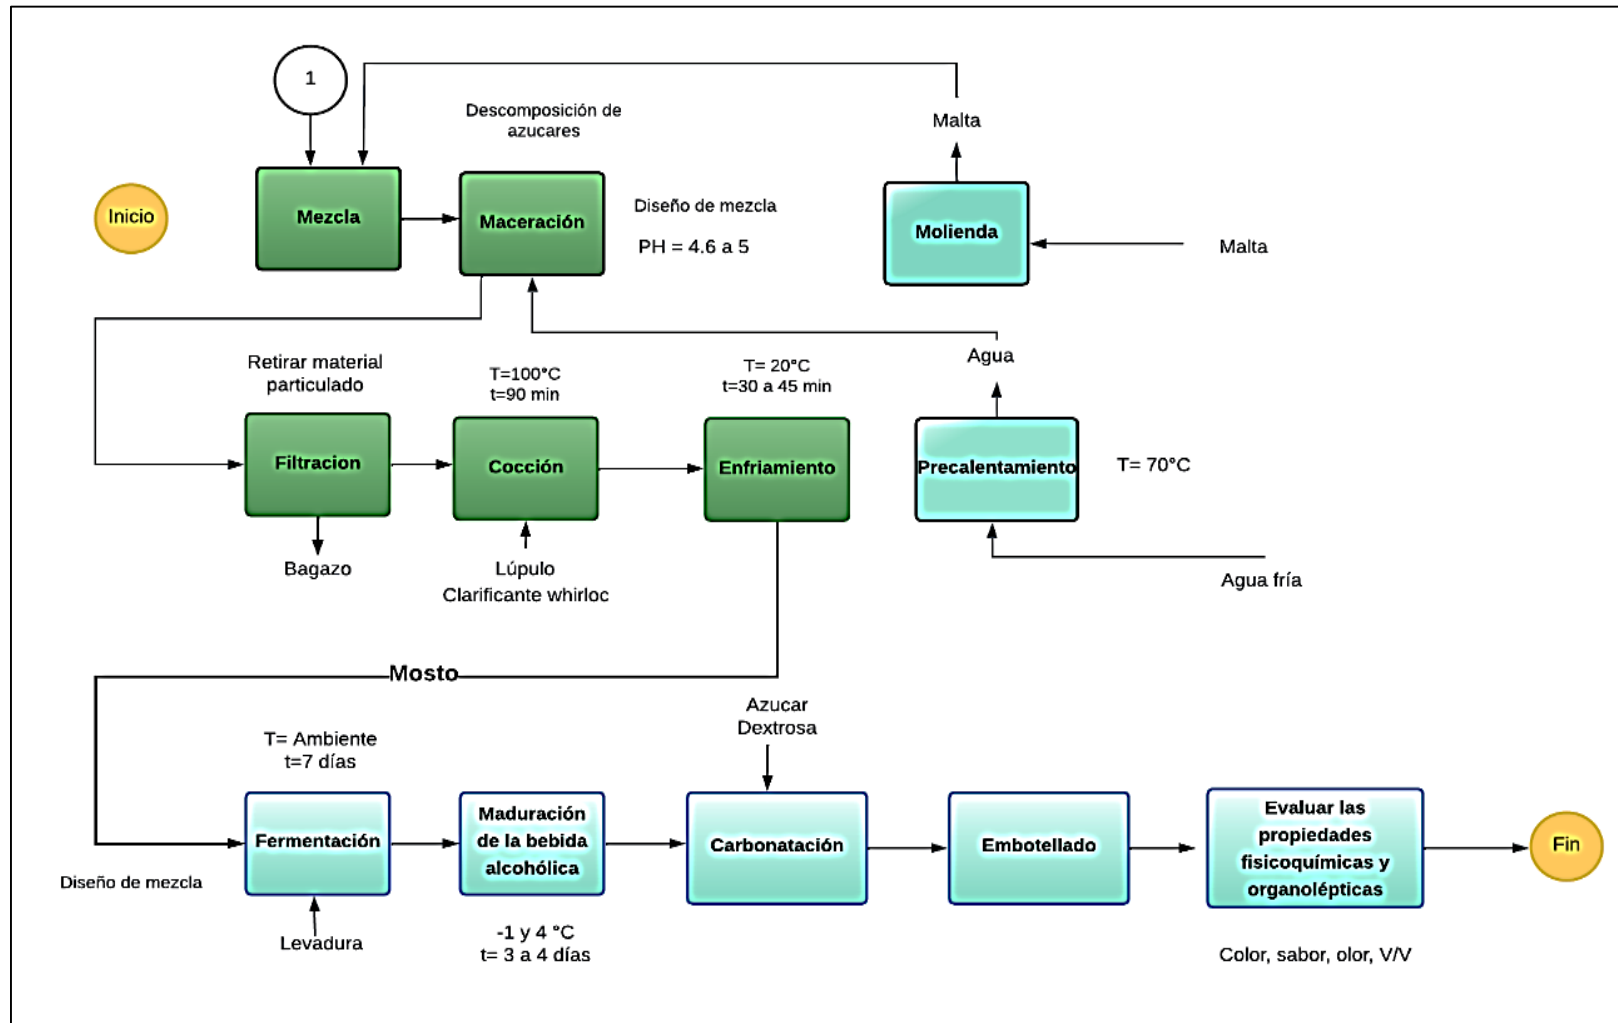 1
Descomposición de
azucares
Malta
Inicio
Mezcla
Maceración
Diseño de mezcla
PH = 4.6 a 5
Molienda
Malta
Retirar material
particulado
T=100°C
t=90 min
T= 20°C
t=30 a 45 min
Agua
Filtracion
Cocción
Enfriamiento
Precalentamiento
T= 70°C
Bagazo
Lúpulo
Clarificante whirloc
Agua fría
Mosto
T= Ambiente
t=7 días
Azucar
Dextrosa
Fermentación
Maduración
de la bebida
alcohólica
Carbonatación
Embotellado
Evaluar las
propiedades
fisicoquímicas y
organolépticas
Fin
Diseño de mezcla
Levadura
-1 y 4 °C
t= 3 a 4 días
Color, sabor, olor, V/V